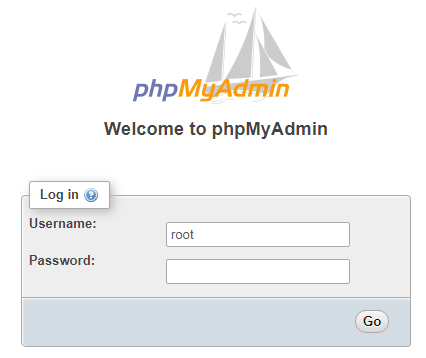 phpMyAdmin
Welcome to phpMyAdmin
Log in ?
Username:
root
Password:
Go